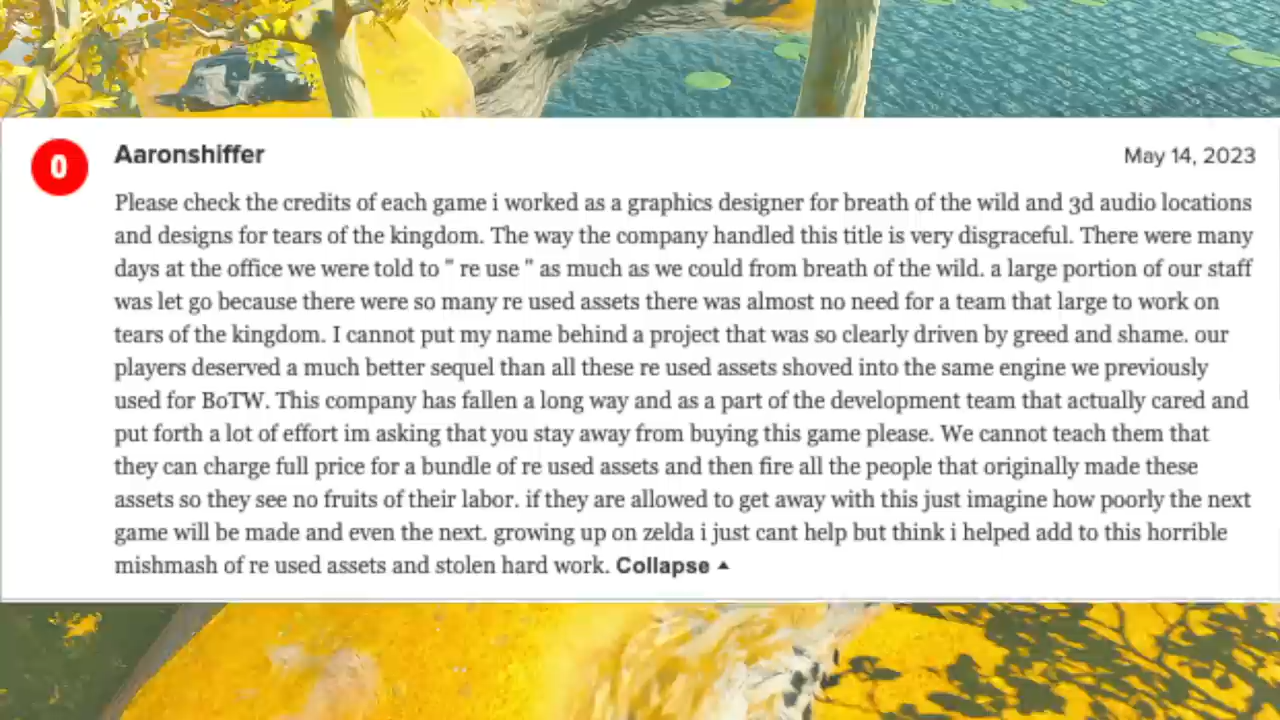 0
Aaronshiffer
May 14, 2023
Please check the credits of each game i worked as a graphics designer for breath of the wild and 3d audio locations
and designs for tears of the kingdom. The way the company handled this title is very disgraceful. There were many
days at the office we were told to " re use " as much as we could from breath of the wild. a large portion of our staff
was let go because there were so many re used assets there was almost no need for a team that large to work on
tears of the kingdom. I cannot put my name behind a project that was so clearly driven by greed and shame. our
players deserved a much better sequel than all these re used assets shoved into the same engine we previously
used for BoTW. This company has fallen a long way and as a part of the development team that actually cared and
put forth a lot of effort im asking that you stay away from buying this game please. We cannot teach them that
they can charge full price for a bundle of re used assets and then fire all the people that originally made these
assets so they see no fruits of their labor. if they are allowed to get away with this just imagine how poorly the next
game will be made and even the next. growing up on zelda i just cant help but think i helped add to this horrible
mishmash of re used assets and stolen hard work. Collapse ▲